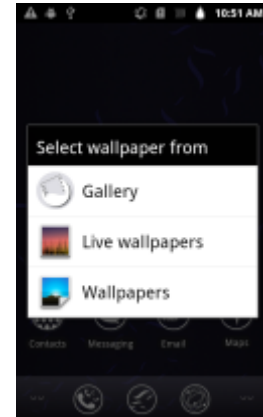 10:51 AM
Select wallpaper from
Gallery
Live wallpapers
Wallpapers
Contacts Messaging Email Maps